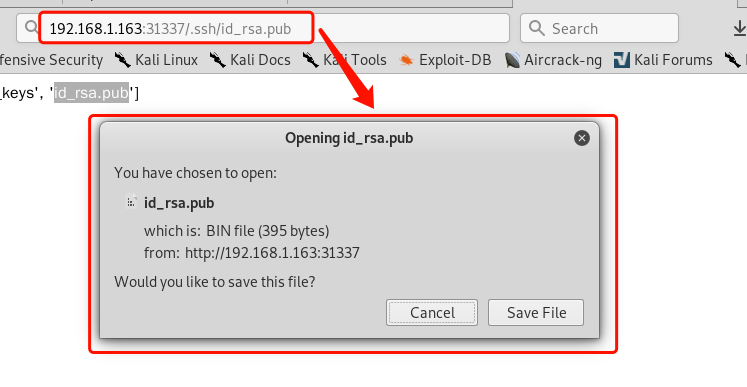 192.168.1.163:31337/.ssh/id_rsa.pub
Search
fensive Security Kali Linux Kali Docs Kali Tools Exploit-DB Aircrack-ng Kali Forums
_keys', 'id_rsa.pub']
Opening id_rsa.pub
You have chosen to open:
id_rsa.pub
which is: BIN file (395 bytes)
from: http://192.168.1.163:31337
Would you like to save this file?
Cancel Save File